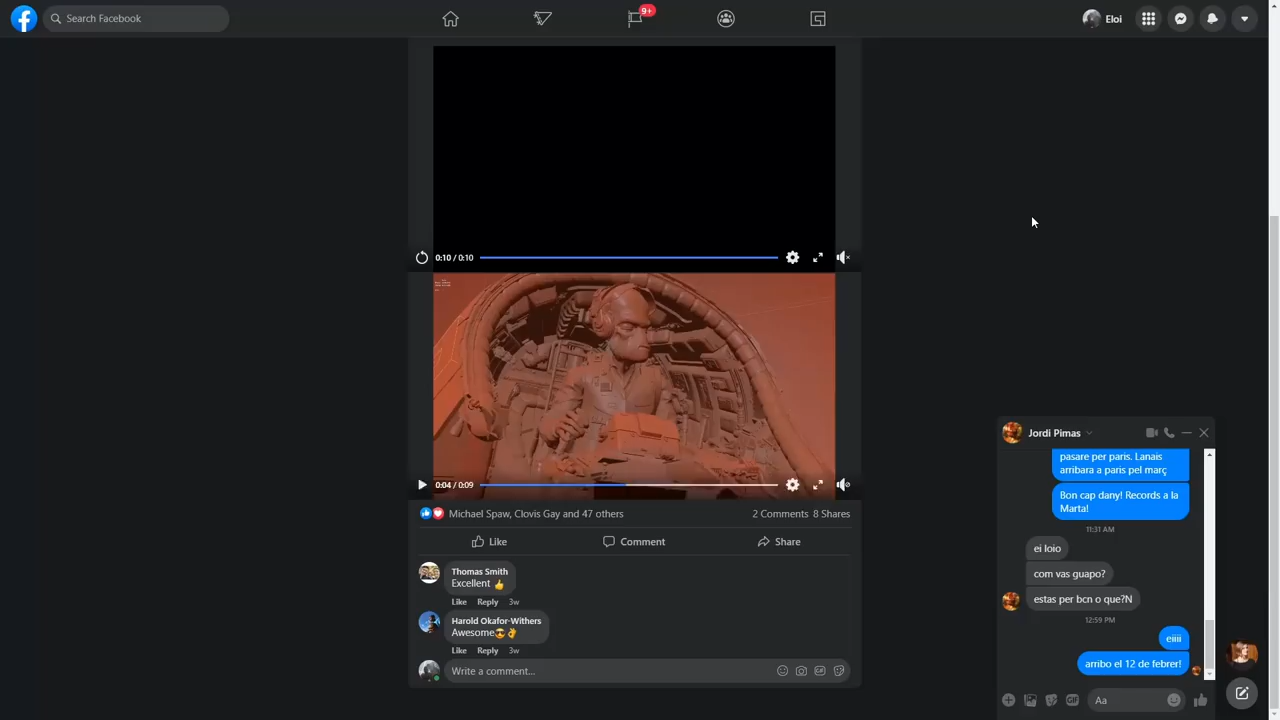 Search Facebook
9+
Eloi
0:10 / 0:10
0:04 / 0:09
Michael Spaw, Clovis Gay and 47 others
2 Comments 8 Shares
Like
Comment
Share
Thomas Smith
Excellent 👍
Like Reply 3w
Harold Okafor-Withers
Awesome😎👌
Like Reply 3w
Write a comment...
Jordi Pimas
pasare per paris. Lanais
arribara a paris pel març
Bon cap dany! Records a la
Marta!
11:31 AM
ei loio
com vas guapo?
estas per bcn o que?N
12:59 PM
eiiii
arribo el 12 de febrer!
GIF
Aa